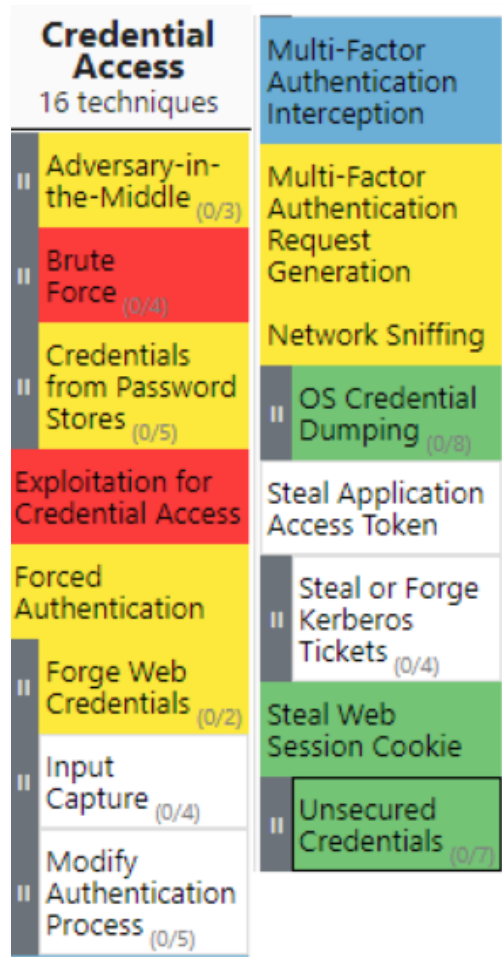 Credential
Access
16 techniques
Adversary-in-
the-Middle (0/3)
Brute
Force (0/4)
Credentials
from Password
Stores (0/5)
Exploitation for
Credential Access
Forced
Authentication
Forge Web
Credentials (0/2)
Input
Capture (0/4)
Modify
Authentication
Process (0/5)
Multi-Factor
Authentication
Interception
Multi-Factor
Authentication
Request
Generation
Network Sniffing
OS Credential
Dumping (0/8)
Steal Application
Access Token
Steal or Forge
Kerberos
Tickets (0/4)
Steal Web
Session Cookie
Unsecured
Credentials (0/7)